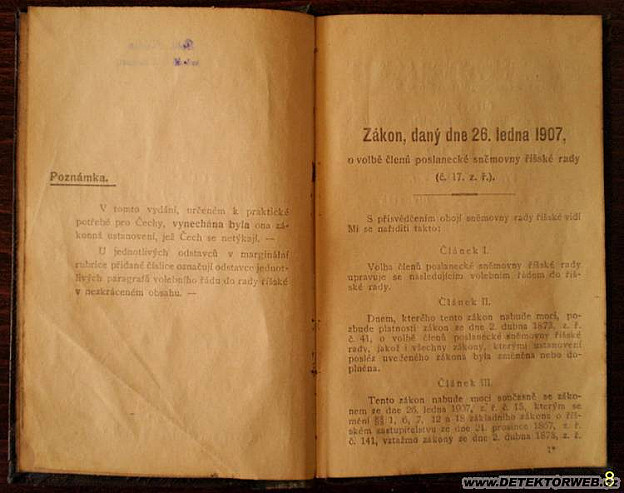 Poznámka.
V tomto vydání, určeném k praktické
potřebě pro Čechy, vynechána byla ona zá-
konná ustanovení, jež Čech se netýkají. —
U jednotlivých odstavců v marginální
rubrice přidané číslice označují odstavce jednot-
livých paragrafů volebního řádu do rady říšské
v nezkráceném obsahu. —
Zákon, daný dne 26. ledna 1907,
o volbě členů poslanecké sněmovny říšské rady
(č. 17. z. ř.).
S přisvědčením obojí sněmovny rady říšské vidí
Mi se naříditi takto:
Článek I.
Volba členů poslanecké sněmovny říšské rady
upravuje se následujícím volebním řádem do říš-
ské rady.
Článek II.
Dnem, kterého tento zákon nabude moci, po-
zbude platnosti zákon ze dne 2. dubna 1873, z. ř.
č. 41, o volbě členů poslanecké sněmovny říšské
rady, jakož i všechny zákony, kterými ustanovení
posléz uvedeného zákona byla změněna nebo do-
plněna.
Článek III.
Tento zákon nabude moci současně se záko-
nem ze dne 26. ledna 1907, z. ř. č. 15, kterým se
mění §§ 1, 6, 7, 12 a 18 základního zákona o říš-
ském zastupitelstvu ze dne 21. prosince 1867, z. ř.
č. 141, vztažmo zákony ze dne 2. dubna 1873, z. ř.
1*
8
WWW.DETEKTORWEB.CZ